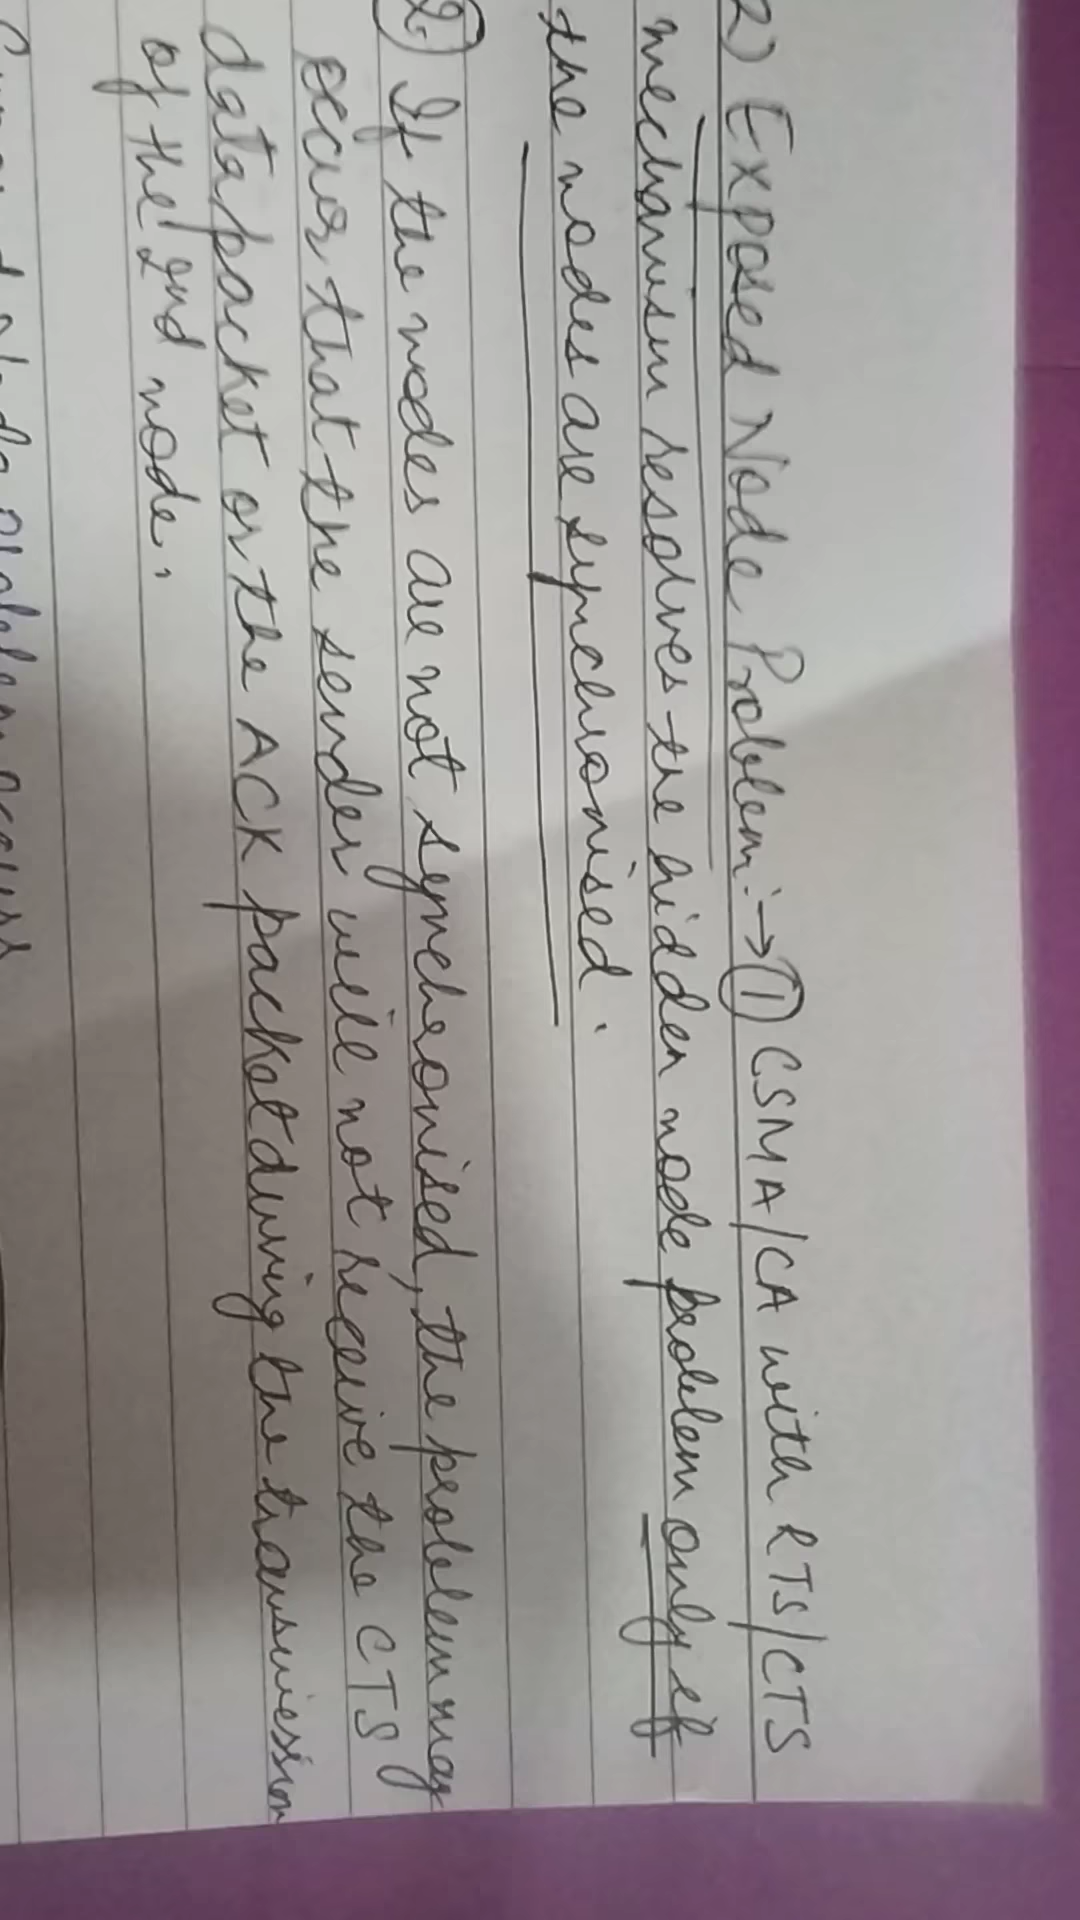 2) Exposed Node Problem:→ ① CSMA/CA with RTS/CTS
mechanism resolves the hidden node problem only if
the nodes are synchronised.
2.) If the nodes are not synchronised, the problem may
occur that the sender will not receive the CTS
data packet or the ACK packet during the transmission
of the 2nd node.